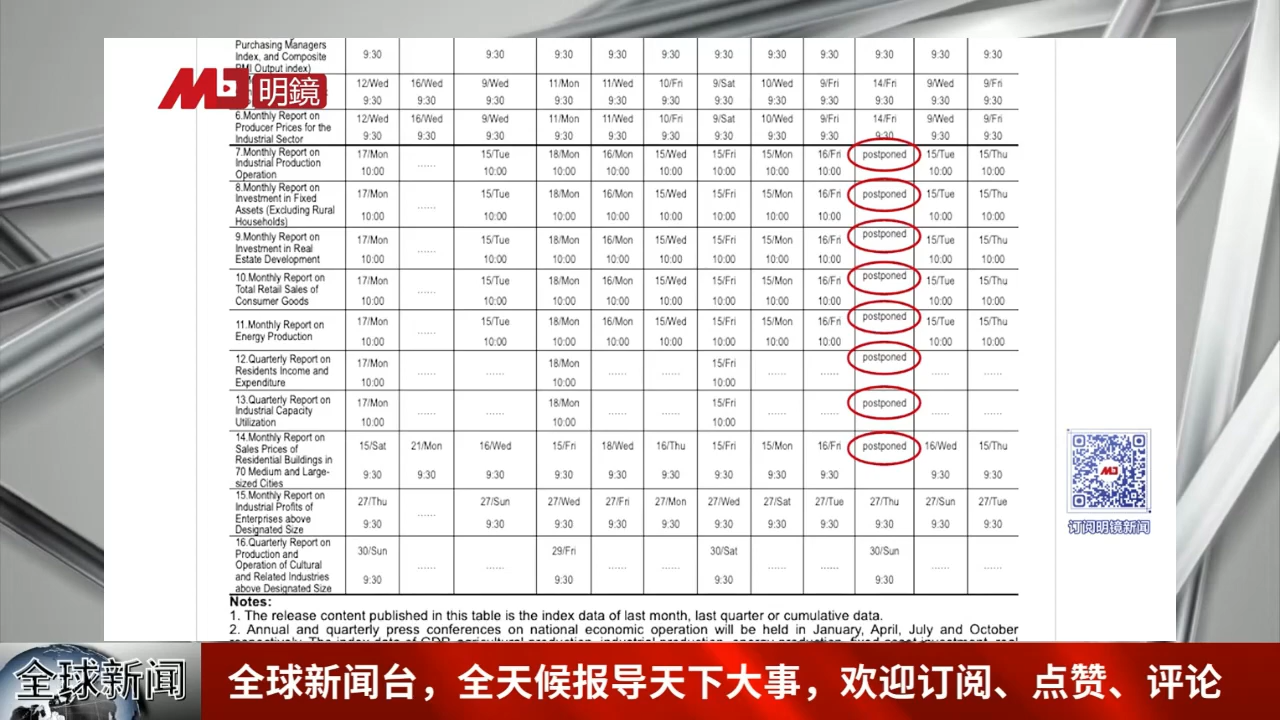 Purchasing Managers
Index, and Composite
PMI Output index)
9:30 9:30 9:30 9:30 9:30 9:30 9:30 9:30 9:30 9:30 9:30
明鏡
12/Wed 16/Wed 9/Wed 11/Mon 11/Wed 10/Fri 9/Sat 10/Wed 9/Fri 14/Fri 9/Wed 9/Fri
9:30 9:30 9:30 9:30 9:30 9:30 9:30 9:30 9:30 9:30 9:30 9:30
6.Monthly Report on
Producer Prices for the
Industrial Sector
12/Wed 16/Wed 9/Wed 11/Mon 11/Wed 10/Fri 9/Sat 10/Wed 9/Fri 14/Fri 9/Wed 9/Fri
9:30 9:30 9:30 9:30 9:30 9:30 9:30 9:30 9:30 9:30 9:30 9:30
7.Monthly Report on
Industrial Production
Operation
17/Mon ...... 15/Tue 18/Mon 16/Mon 15/Wed 15/Fri 15/Mon 16/Fri postponed 15/Tue 15/Thu
10:00 10:00 10:00 10:00 10:00 10:00 10:00 10:00 10:00 10:00
8.Monthly Report on
Investment in Fixed
Assets (Excluding Rural
Households)
17/Mon ...... 15/Tue 18/Mon 16/Mon 15/Wed 15/Fri 15/Mon 16/Fri postponed 15/Tue 15/Thu
10:00 10:00 10:00 10:00 10:00 10:00 10:00 10:00 10:00 10:00
9.Monthly Report on
Investment in Real
Estate Development
17/Mon ...... 15/Tue 18/Mon 16/Mon 15/Wed 15/Fri 15/Mon 16/Fri postponed 15/Tue 15/Thu
10:00 10:00 10:00 10:00 10:00 10:00 10:00 10:00 10:00 10:00
10.Monthly Report on
Total Retail Sales of
Consumer Goods
17/Mon ...... 15/Tue 18/Mon 16/Mon 15/Wed 15/Fri 15/Mon 16/Fri postponed 15/Tue 15/Thu
10:00 10:00 10:00 10:00 10:00 10:00 10:00 10:00 10:00 10:00
11.Monthly Report on
Energy Production
17/Mon ...... 15/Tue 18/Mon 16/Mon 15/Wed 15/Fri 15/Mon 16/Fri postponed 15/Tue 15/Thu
10:00 10:00 10:00 10:00 10:00 10:00 10:00 10:00 10:00 10:00
12.Quarterly Report on
Residents Income and
Expenditure
17/Mon ...... ...... 18/Mon ...... ...... 15/Fri ...... ...... postponed ...... ......
10:00 10:00 10:00
13.Quarterly Report on
Industrial Capacity
Utilization
17/Mon ...... ...... 18/Mon ...... ...... 15/Fri ...... ...... postponed ...... ......
10:00 10:00 10:00
14.Monthly Report on
Sales Prices of
Residential Buildings in
70 Medium and Large-
sized Cities
15/Sat 21/Mon 16/Wed 15/Fri 18/Wed 16/Thu 15/Fri 15/Mon 16/Fri postponed 16/Wed 15/Thu
9:30 9:30 9:30 9:30 9:30 9:30 9:30 9:30 9:30 9:30 9:30
15.Monthly Report on
Industrial Profits of
Enterprises above
Designated Size
27/Thu ...... 27/Sun 27/Wed 27/Fri 27/Mon 27/Wed 27/Sat 27/Tue 27/Thu 27/Sun 27/Tue
9:30 9:30 9:30 9:30 9:30 9:30 9:30 9:30 9:30 9:30 9:30
16.Quarterly Report on
Production and
Operation of Cultural
and Related Industries
above Designated Size
30/Sun ...... ...... 29/Fri ...... ...... 30/Sat ...... ...... 30/Sun ...... ......
9:30 9:30 9:30 9:30
Notes:
1. The release content published in this table is the index data of last month, last quarter or cumulative data.
2. Annual and quarterly press conferences on national economic operation will be held in January, April, July and October
订阅明镜新闻
全球新闻
全球新闻台，全天候报导天下大事，欢迎订阅、点赞、评论